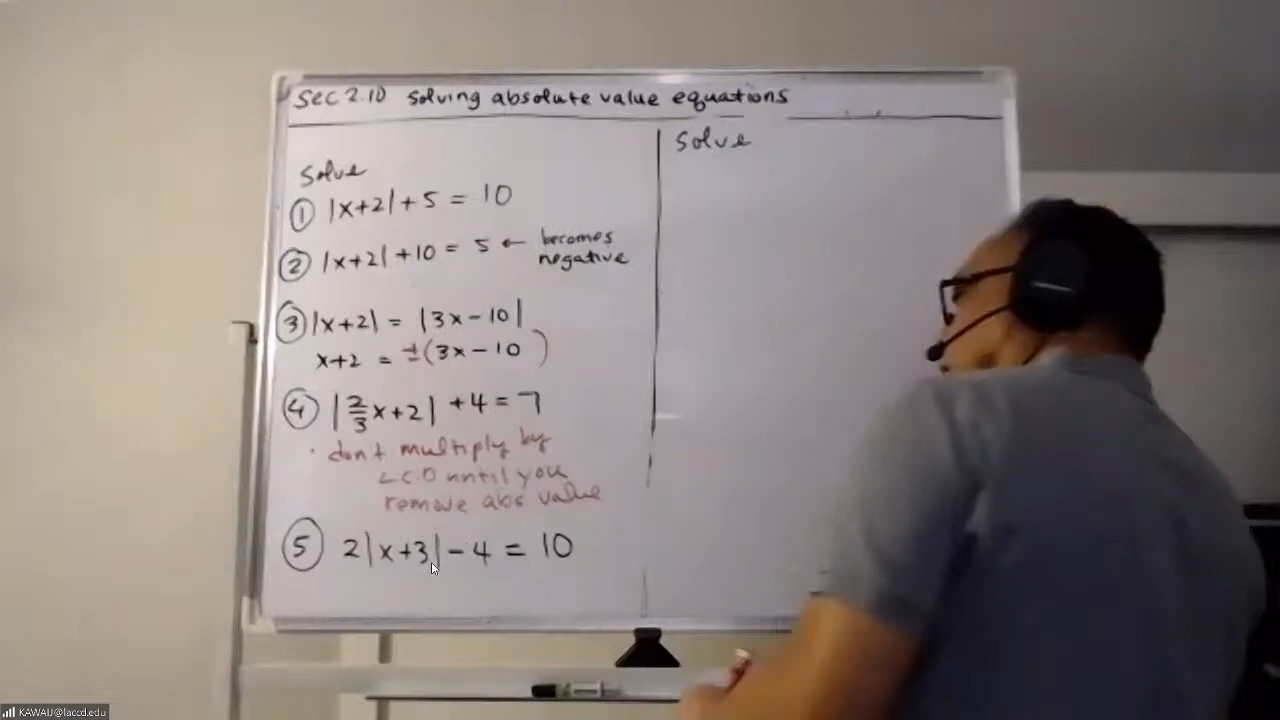 Sec 2.10 solving absolute value equations
Solve
① |x+2| + 5 = 10
② |x+2| + 10 = 5 ← becomes
negative
③ |x+2| = |3x-10|
x+2 = ±(3x-10)
④ |2/3 x+2| + 4 = 7
· don't multiply by
LCD until you
remove abs value
⑤ 2|x+3| - 4 = 10
Solve
KAWAIJ@laccd.edu